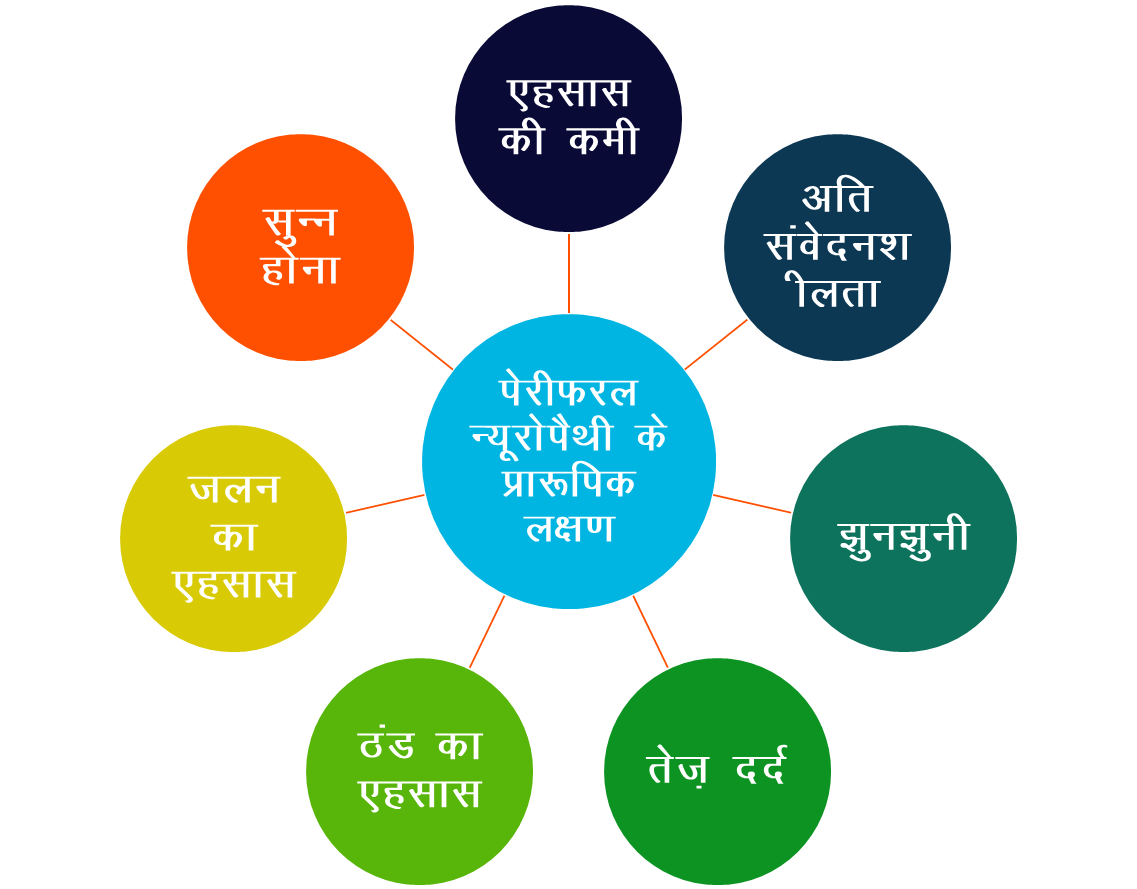 एहसास
की कमी
अति
संवेदनश
ीलता
झुनझुनी
तेज़ दर्द
ठंड का
एहसास
जलन
का
एहसास
सुन्न
होना
पेरीफरल
न्यूरोपैथी के
प्रारूपिक
लक्षण